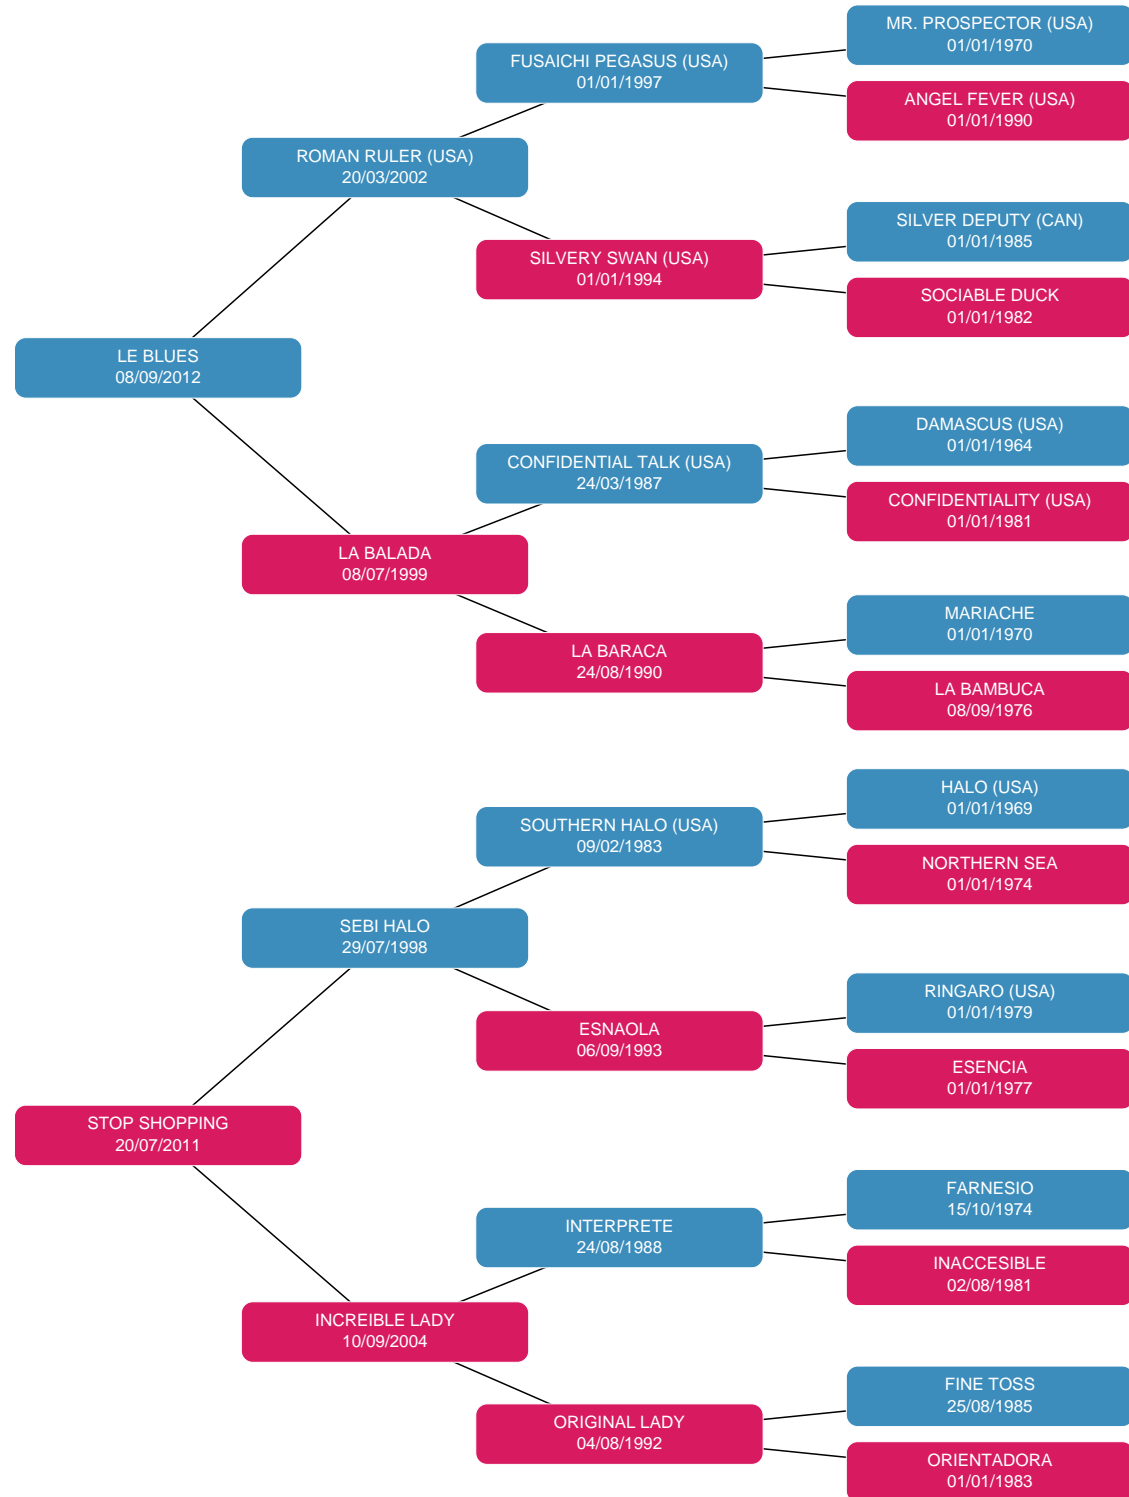 MR. PROSPECTOR (USA)
01/01/1970
FUSAICHI PEGASUS (USA)
01/01/1997
ANGEL FEVER (USA)
01/01/1990
ROMAN RULER (USA)
20/03/2002
SILVER DEPUTY (CAN)
01/01/1985
SILVERY SWAN (USA)
01/01/1994
SOCIABLE DUCK
01/01/1982
LE BLUES
08/09/2012
DAMASCUS (USA)
01/01/1964
CONFIDENTIAL TALK (USA)
24/03/1987
CONFIDENTIALITY (USA)
01/01/1981
LA BALADA
08/07/1999
MARIACHE
01/01/1970
LA BARACA
24/08/1990
LA BAMBUCA
08/09/1976
HALO (USA)
01/01/1969
SOUTHERN HALO (USA)
09/02/1983
NORTHERN SEA
01/01/1974
SEBI HALO
29/07/1998
RINGARO (USA)
01/01/1979
ESNAOLA
06/09/1993
ESENCIA
01/01/1977
STOP SHOPPING
20/07/2011
FARNESIO
15/10/1974
INTERPRETE
24/08/1988
INACCESIBLE
02/08/1981
INCREIBLE LADY
10/09/2004
FINE TOSS
25/08/1985
ORIGINAL LADY
04/08/1992
ORIENTADORA
01/01/1983